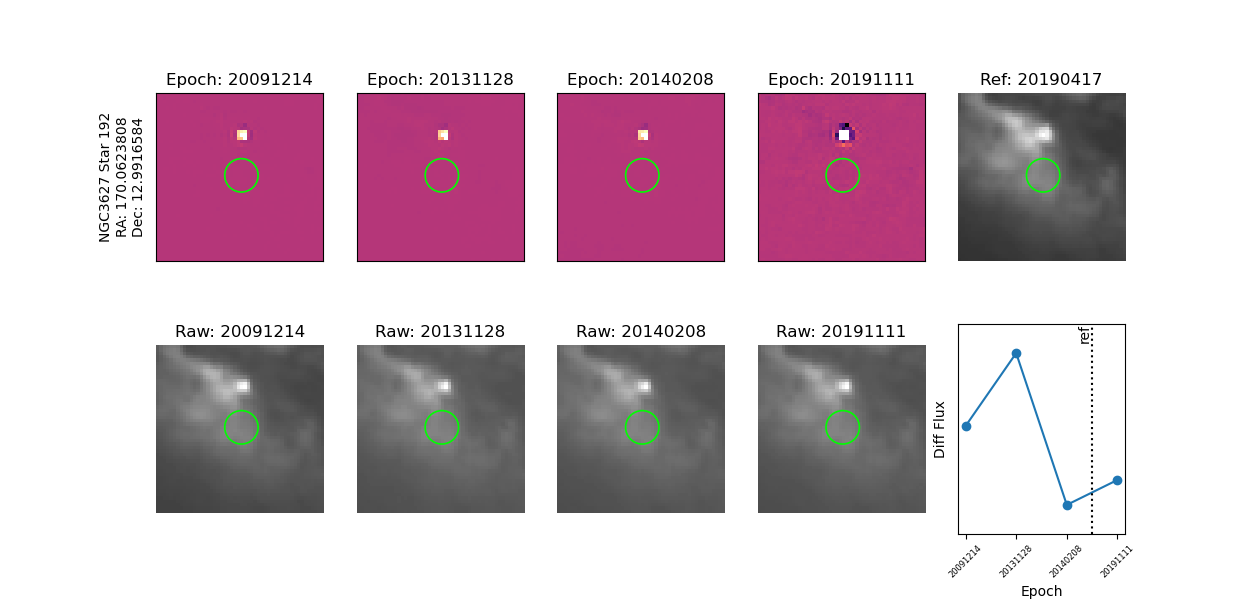 Epoch: 20091214
Epoch: 20131128
Epoch: 20140208
Epoch: 20191111
Ref: 20190417
NGC3627 Star 192
RA: 170.0623808
Dec: 12.9916584
Raw: 20091214
Raw: 20131128
Raw: 20140208
Raw: 20191111
ref
Diff Flux
20091214
20131128
20140208
20191111
Epoch